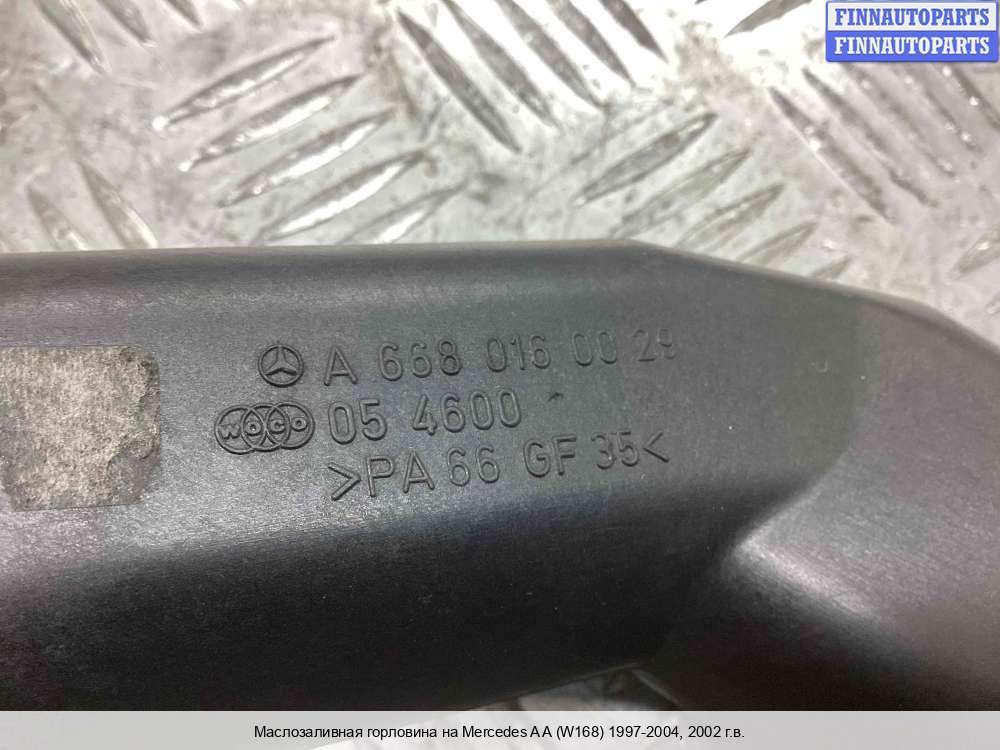 FINNAUTOPARTS
FINNAUTOPARTS
A 668 016 00 29
WOCO 05 4600
>PA 66 GF 35<
Маслозаливная горловина на Mercedes A A (W168) 1997-2004, 2002 г.в.